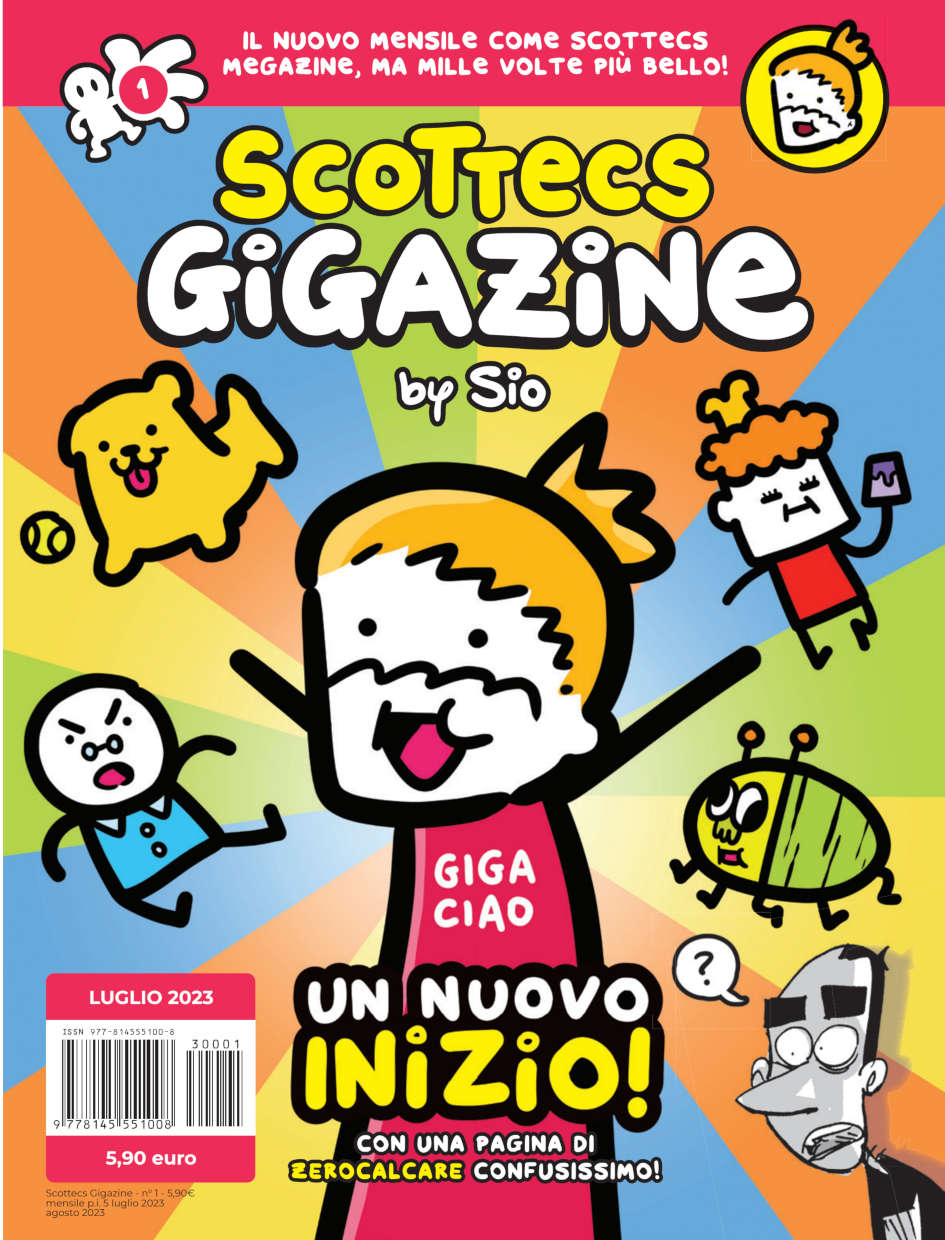 IL NUOVO MENSILE COME SCOTTECS
MEGAZINE, MA MILLE VOLTE PIÙ BELLO!
1
SCOTTECS
GIGAZINE
by Sio
GIGA
CIAO
UN NUOVO
INIZIO!
CON UNA PAGINA DI
ZEROCALCARE CONFUSISSIMO!
?
LUGLIO 2023
ISSN 977-814555100-8
30001
9 778145 551008
5,90 euro
Scottecs Gigazine - n° 1 - 5,90€
mensile p.i. 5 luglio 2023
agosto 2023